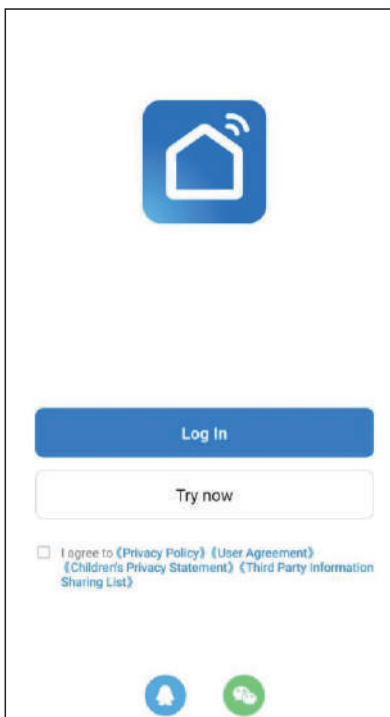 Log In
Try now
I agree to《Privacy Policy》《User Agreement》
《Children's Privacy Statement》《Third Party Information
Sharing List》